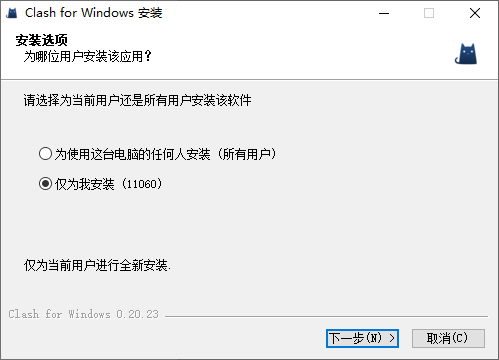 Clash for Windows 安装
安装选项
为哪位用户安装该应用？
请选择为当前用户还是所有用户安装该软件
为使用这台电脑的任何人安装（所有用户）
仅为我安装（11060）
仅为当前用户进行全新安装.
Clash for Windows 0.20.23
下一步(N) >
取消(C)